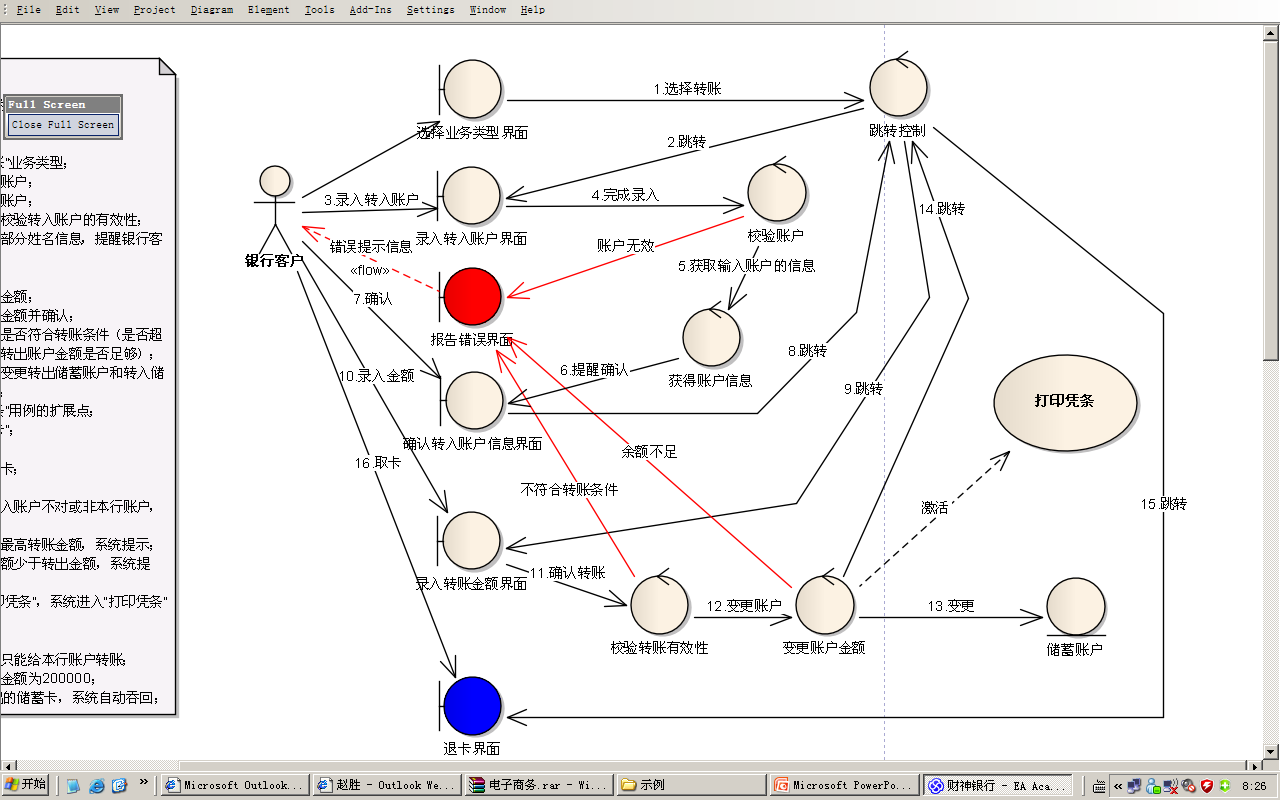 File Edit View Project Diagram Element Tools Add-Ins Settings Window Help
Full Screen
Close Full Screen
"业务类型；
账户；
账户；
校验转入账户的有效性；
部分姓名信息，提醒银行客
金额；
金额并确认；
是否符合转账条件（是否超
转出账户金额是否足够）；
变更转出储蓄账户和转入储
"用例的扩展点；
卡；
入账户不对或非本行账户，
最高转账金额，系统提示；
额少于转出金额，系统提
凭条"，系统进入"打印凭条"
只能给本行账户转账；
金额为200000；
的储蓄卡，系统自动吞回；
银行客户
选择业务类型界面
1.选择转账
跳转控制
2.跳转
3.录入转入账户
录入转入账户界面
4.完成录入
校验账户
14.跳转
错误提示信息
«flow»
账户无效
5.获取输入账户的信息
7.确认
报告错误界面
获得账户信息
8.跳转
10.录入金额
6.提醒确认
9.跳转
打印凭条
确认转入账户信息界面
余额不足
16.取卡
不符合转账条件
激活
15.跳转
录入转账金额界面
11.确认转账
12.变更账户
13.变更
校验转账有效性
变更账户金额
储蓄账户
退卡界面
开始
»
Microsoft Outlook...
赵胜 - Outlook We...
电子商务.rar - Wi...
示例
Microsoft PowerPo...
财神银行 - EA Aca...
«
8:26